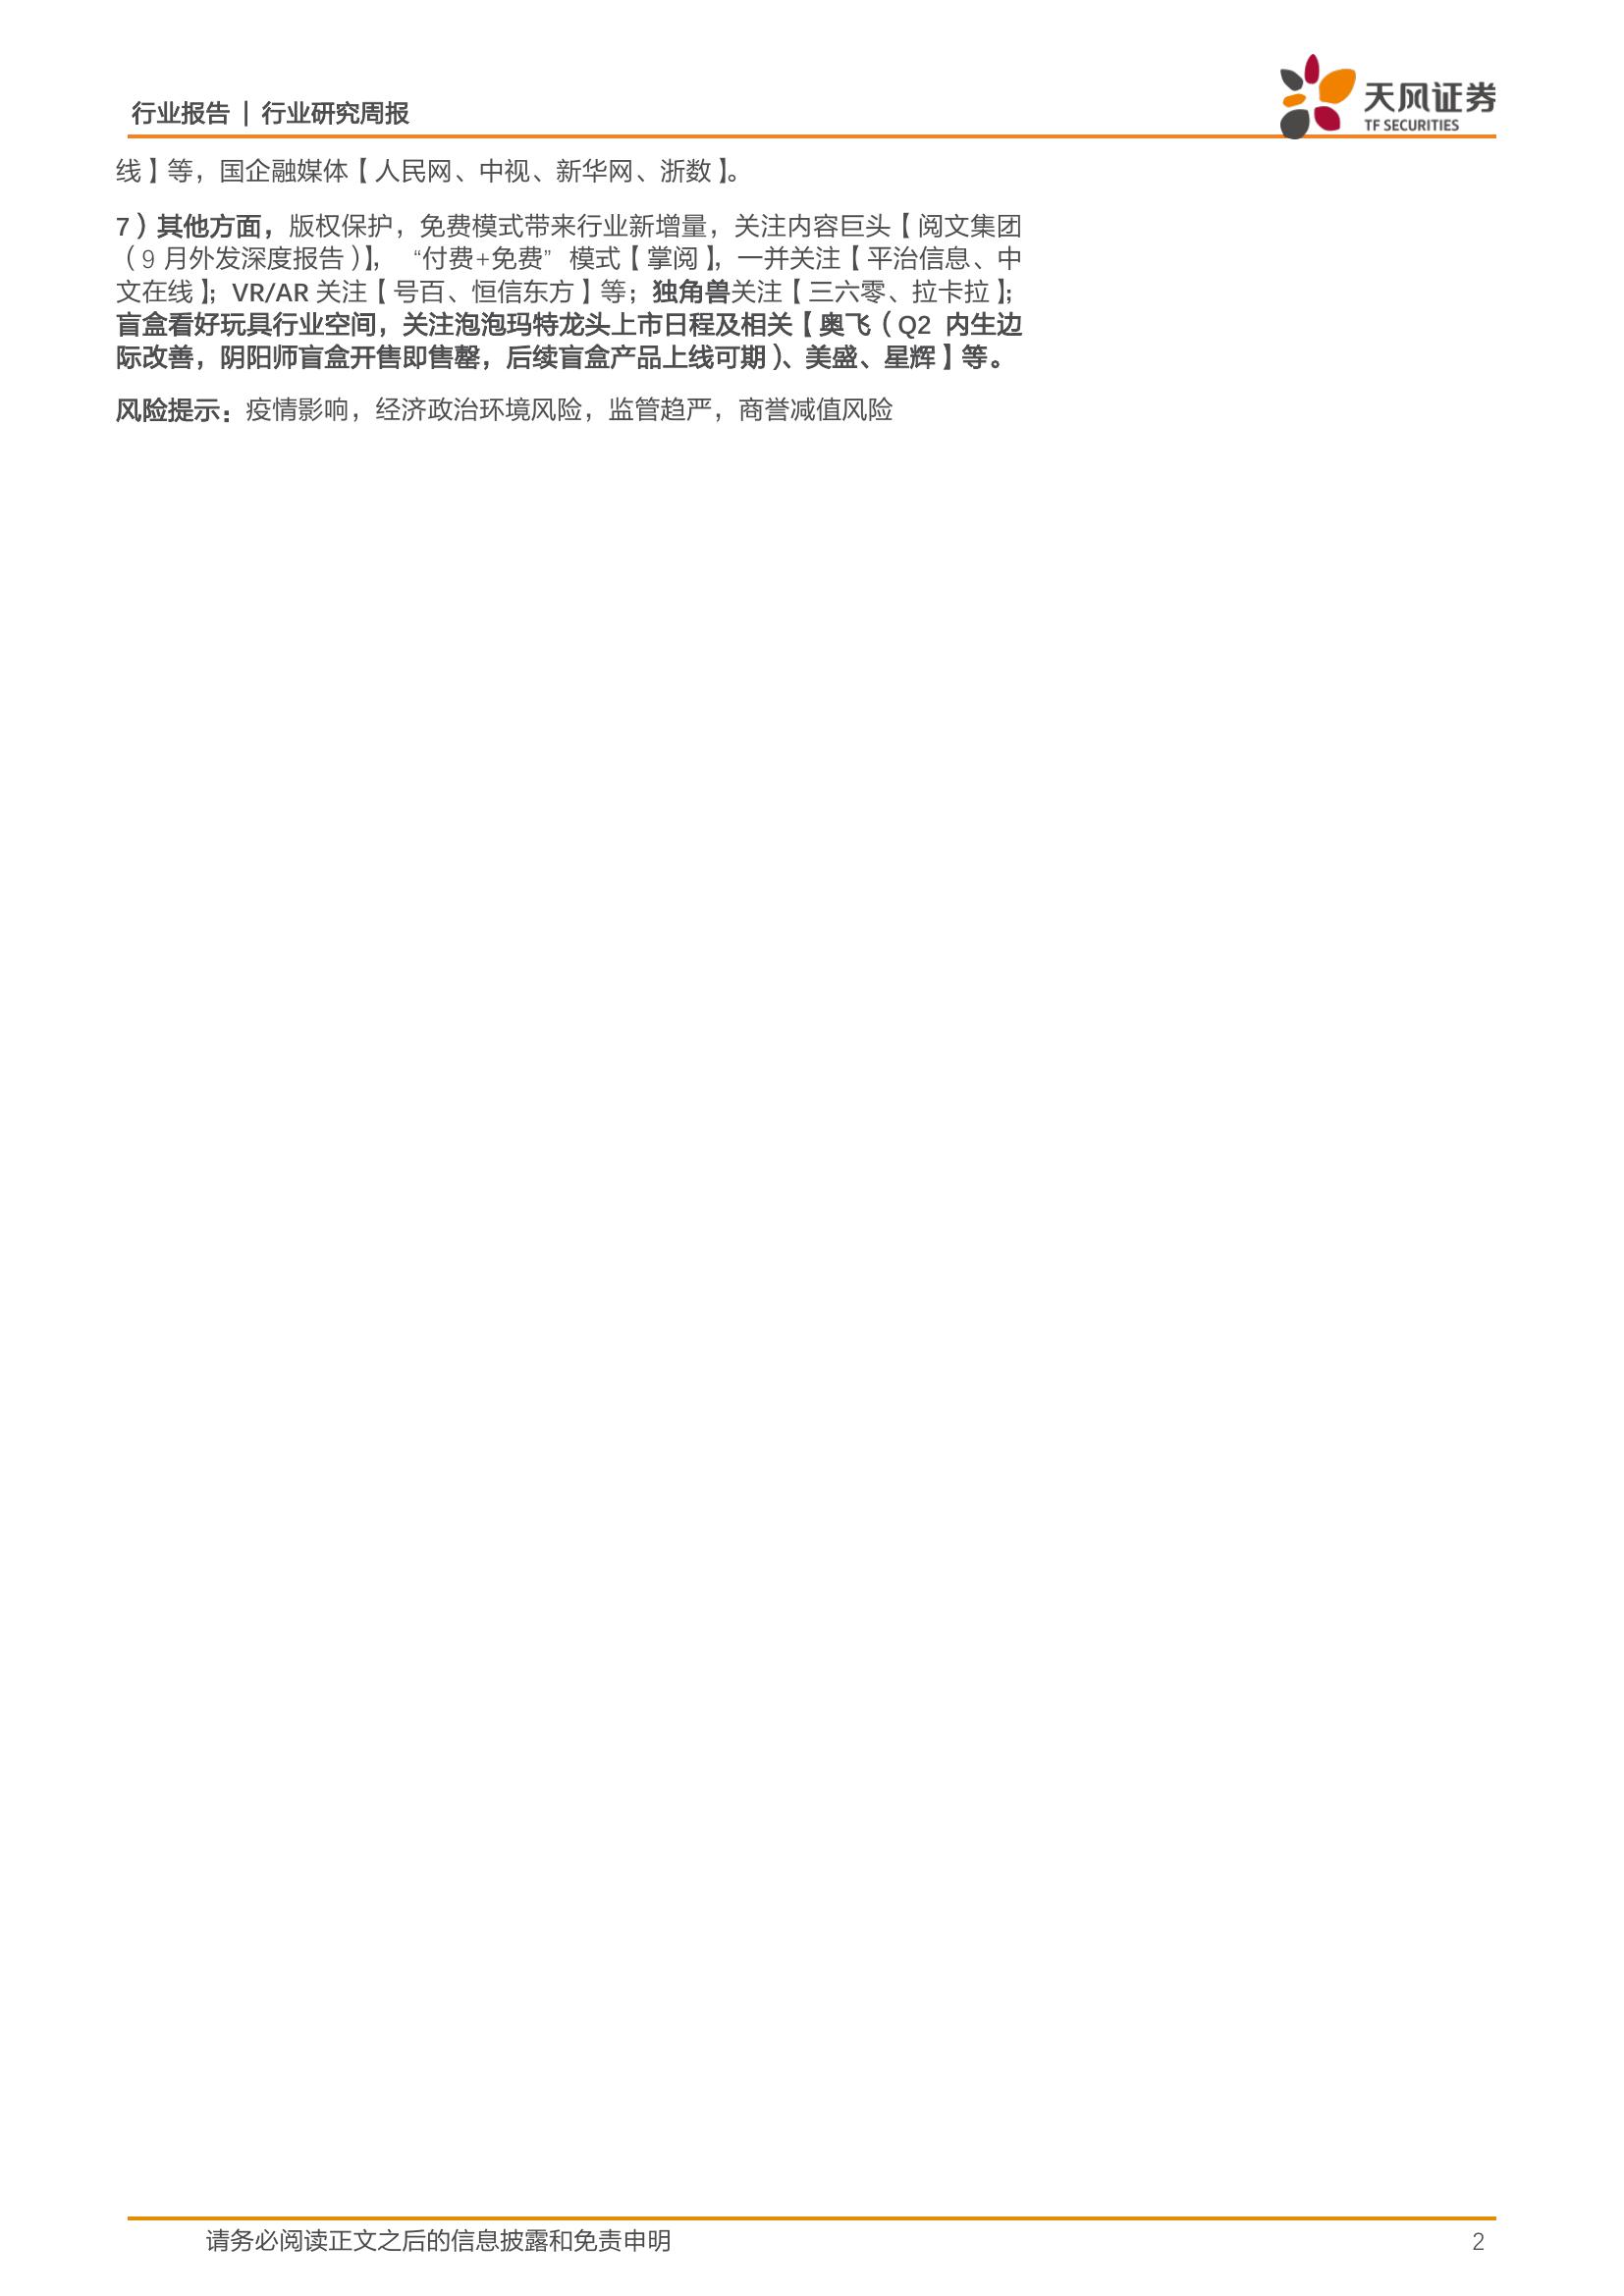 行业报告 | 行业研究周报
天风证券
TF SECURITIES
线】等，国企融媒体【人民网、中视、新华网、浙数】。
7）其他方面，版权保护，免费模式带来行业新增量，关注内容巨头【阅文集团
（9 月外发深度报告）】， “付费+免费” 模式【掌阅】，一并关注【平治信息、中
文在线】；VR/AR 关注【号百、恒信东方】等；独角兽关注【三六零、拉卡拉】；
盲盒看好玩具行业空间，关注泡泡玛特龙头上市日程及相关【奥飞（Q2 内生边
际改善，阴阳师盲盒开售即售罄，后续盲盒产品上线可期）、美盛、星辉】等。
风险提示：疫情影响，经济政治环境风险，监管趋严，商誉减值风险
请务必阅读正文之后的信息披露和免责申明
2